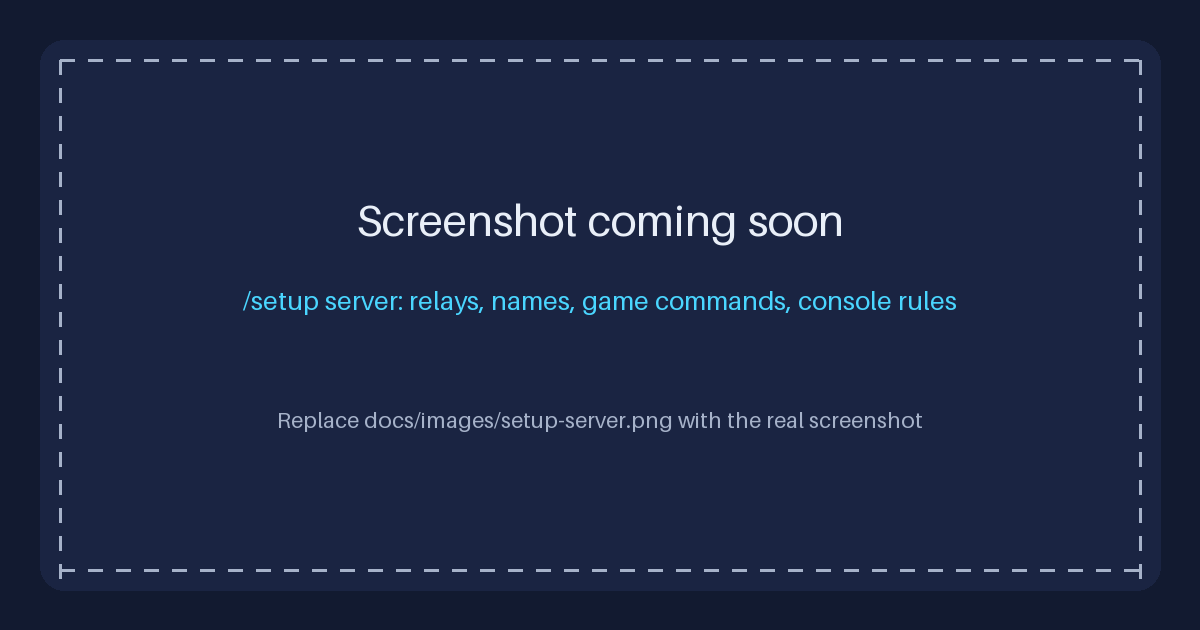 Screenshot coming soon
/setup server: relays, names, game commands, console rules
Replace docs/images/setup-server.png with the real screenshot